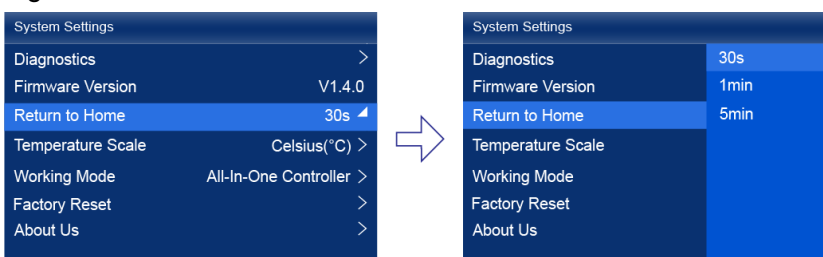 System Settings
Diagnostics >
Firmware Version V1.4.0
Return to Home 30s
Temperature Scale Celsius(°C) >
Working Mode All-In-One Controller >
Factory Reset >
About Us >
System Settings
Diagnostics 30s
Firmware Version 1min
Return to Home 5min
Temperature Scale
Working Mode
Factory Reset
About Us